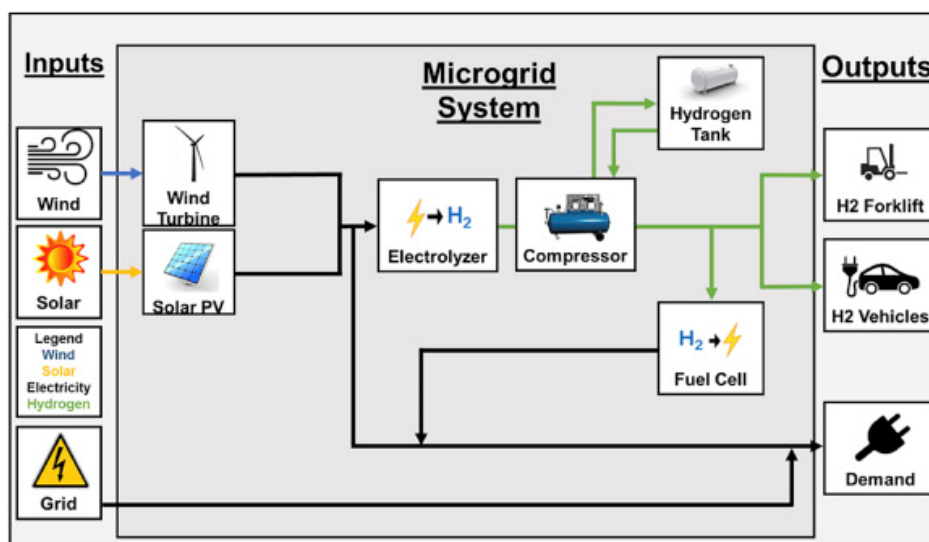 Inputs
Microgrid
System
Outputs
Wind
Wind
Turbine
Hydrogen
Tank
H2 Forklift
Solar
Solar PV
⚡→H₂
Electrolyzer
Compressor
H2 Vehicles
Legend
Wind
Solar
Electricity
Hydrogen
H₂→⚡
Fuel Cell
Grid
Demand